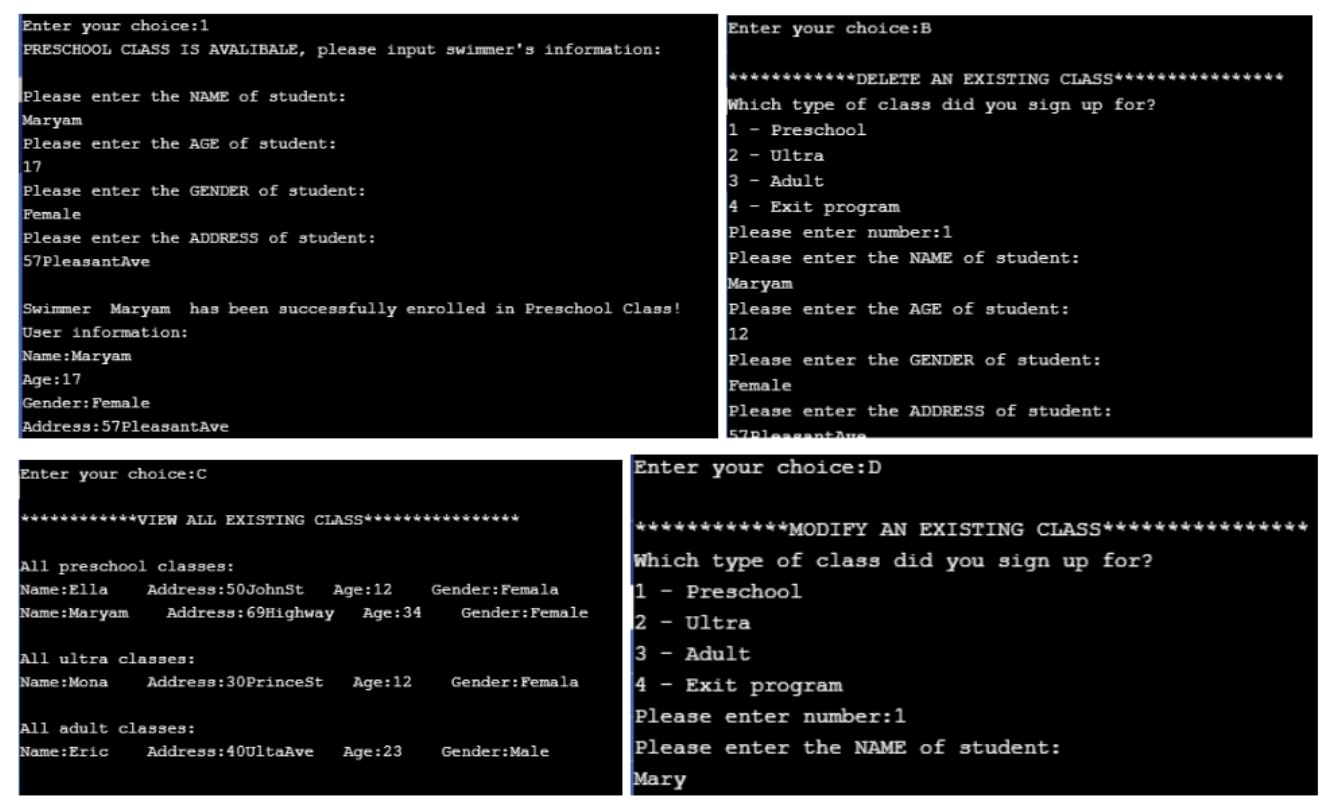 Enter your choice:1
PRESCHOOL CLASS IS AVALIBALE, please input swimmer's information:
Please enter the NAME of student:
Maryam
Please enter the AGE of student:
17
Please enter the GENDER of student:
Female
Please enter the ADDRESS of student:
57PleasantAve
Swimmer  Maryam  has been successfully enrolled in Preschool Class!
User information:
Name:Maryam
Age:17
Gender:Female
Address:57PleasantAve
Enter your choice:B
************DELETE AN EXISTING CLASS****************
Which type of class did you sign up for?
1 - Preschool
2 - Ultra
3 - Adult
4 - Exit program
Please enter number:1
Please enter the NAME of student:
Maryam
Please enter the AGE of student:
12
Please enter the GENDER of student:
Female
Please enter the ADDRESS of student:
57PleasantAve
Enter your choice:C
************VIEW ALL EXISTING CLASS****************
All preschool classes:
Name:Ella    Address:50JohnSt   Age:12    Gender:Femala
Name:Maryam    Address:69Highway   Age:34    Gender:Female
All ultra classes:
Name:Mona    Address:30PrinceSt   Age:12    Gender:Femala
All adult classes:
Name:Eric    Address:40UltaAve   Age:23    Gender:Male
Enter your choice:D
************MODIFY AN EXISTING CLASS****************
Which type of class did you sign up for?
1 - Preschool
2 - Ultra
3 - Adult
4 - Exit program
Please enter number:1
Please enter the NAME of student:
Mary